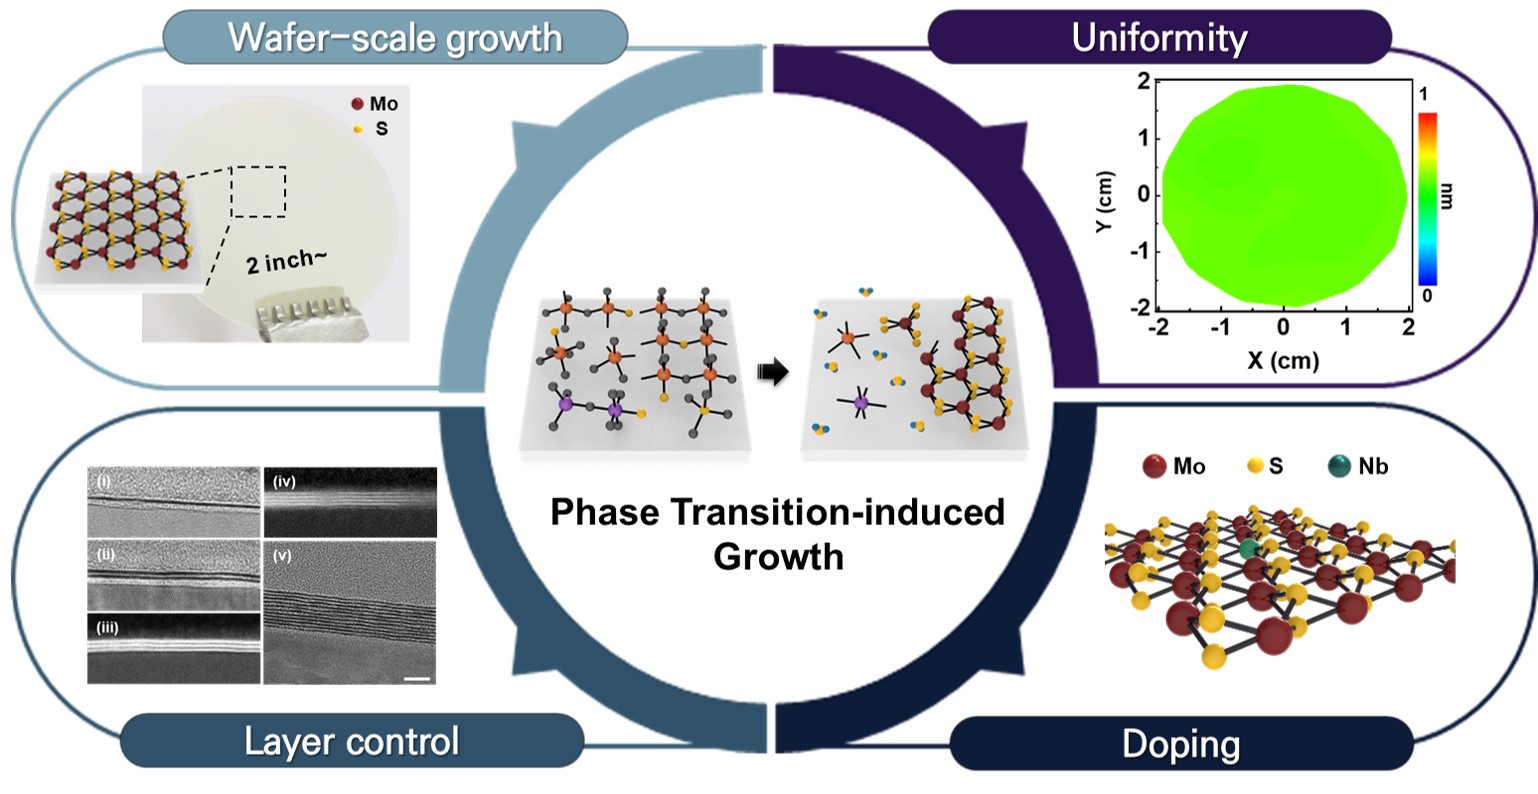 Wafer-scale growth
Mo
S
2 inch~
Uniformity
2
1
0
-1
-2
Y (cm)
-2 -1 0 1 2
X (cm)
1
nm
0
Phase Transition-induced
Growth
(i)
(ii)
(iii)
(iv)
(v)
Layer control
Mo S Nb
Doping